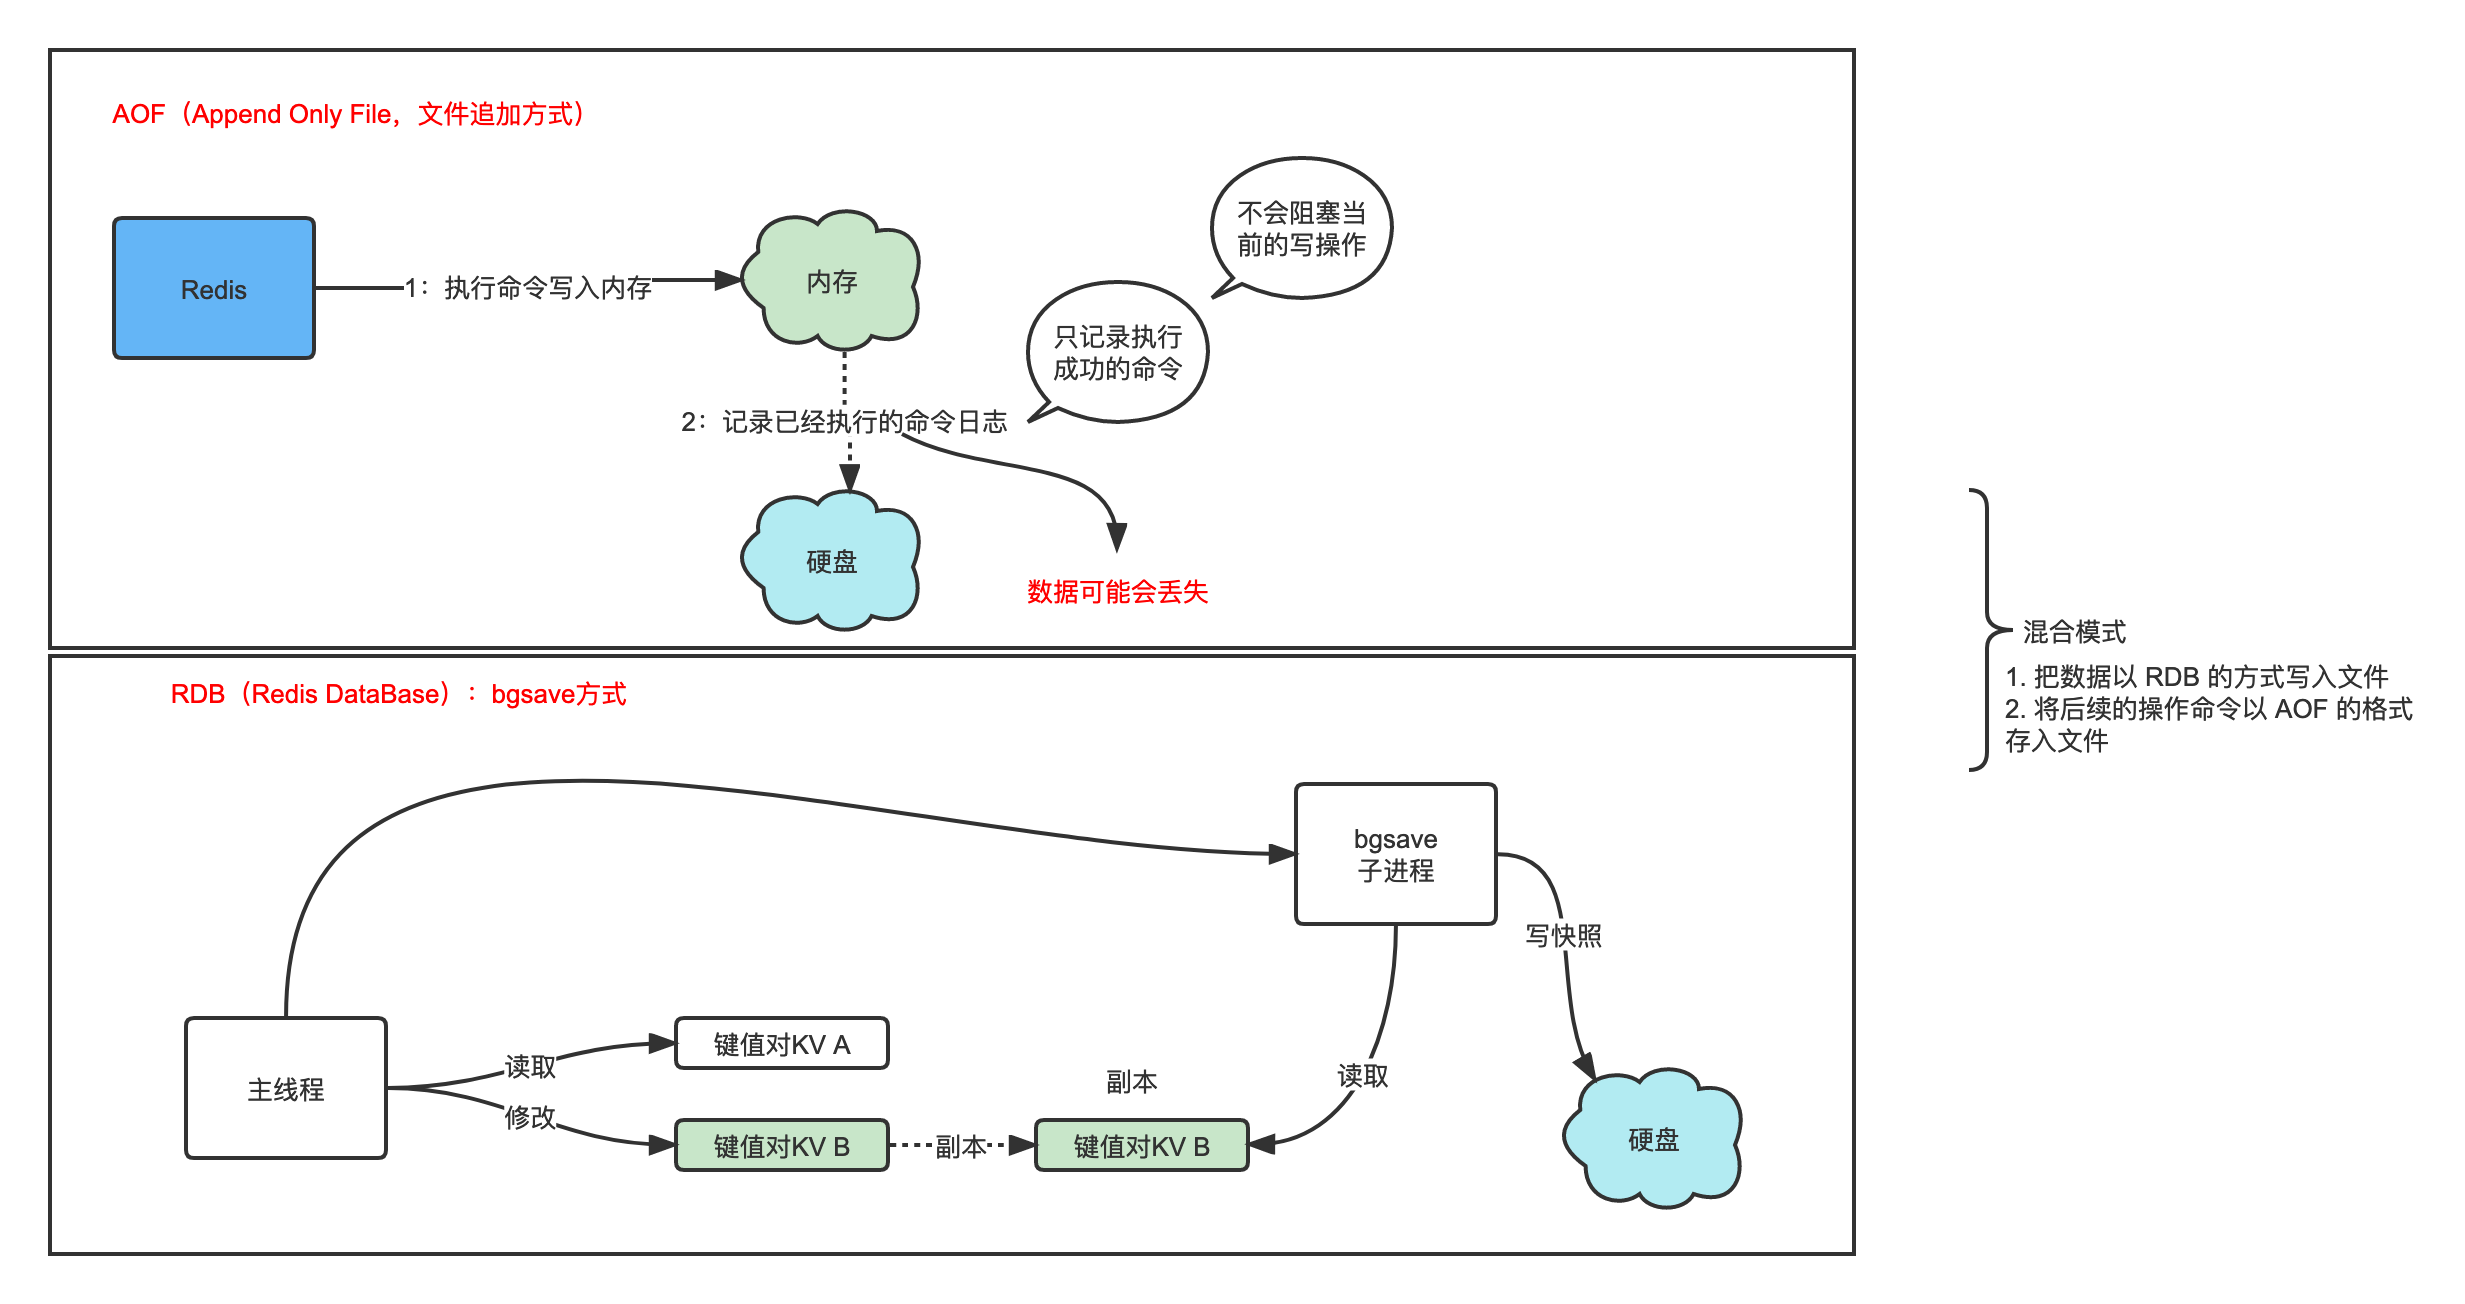 AOF（Append Only File，文件追加方式）
不会阻塞当
前的写操作
Redis
1：执行命令写入内存
内存
只记录执行
成功的命令
2：记录已经执行的命令日志
硬盘
数据可能会丢失
混合模式
1. 把数据以 RDB 的方式写入文件
2. 将后续的操作命令以 AOF 的格式
存入文件
RDB（Redis DataBase）：bgsave方式
bgsave
子进程
写快照
主线程
读取
键值对KV A
修改
键值对KV B
副本
副本
键值对KV B
读取
硬盘